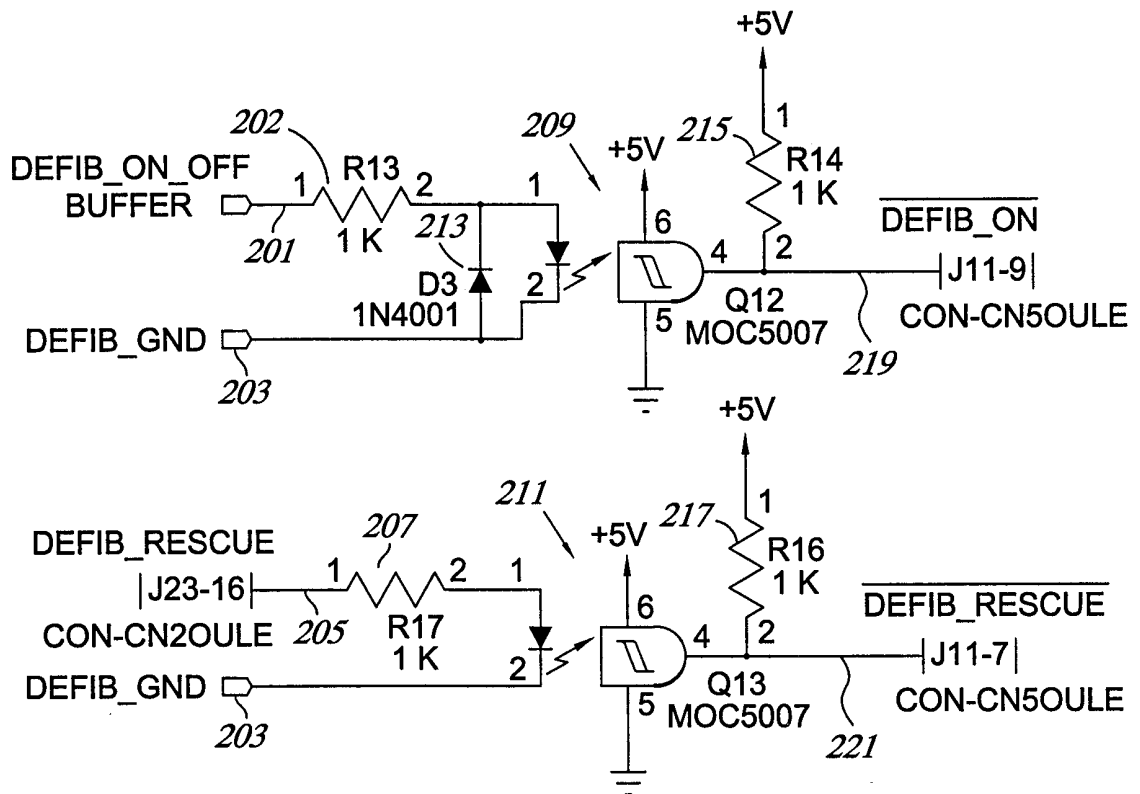 +5V
202
209
215
1
DEFIB_ON_OFF
BUFFER
1
R13
2
1
+5V
R14
1 K
201
1 K
213
6
4
2
DEFIB_ON
J11-9
D3
1N4001
2
5
Q12
MOC5007
CON-CN5OULE
219
DEFIB_GND
203
+5V
211
207
+5V
217
1
DEFIB_RESCUE
J23-16
1
2
1
R16
1 K
205
CON-CN2OULE
R17
1 K
6
4
2
DEFIB_RESCUE
J11-7
2
5
Q13
MOC5007
CON-CN5OULE
221
DEFIB_GND
203